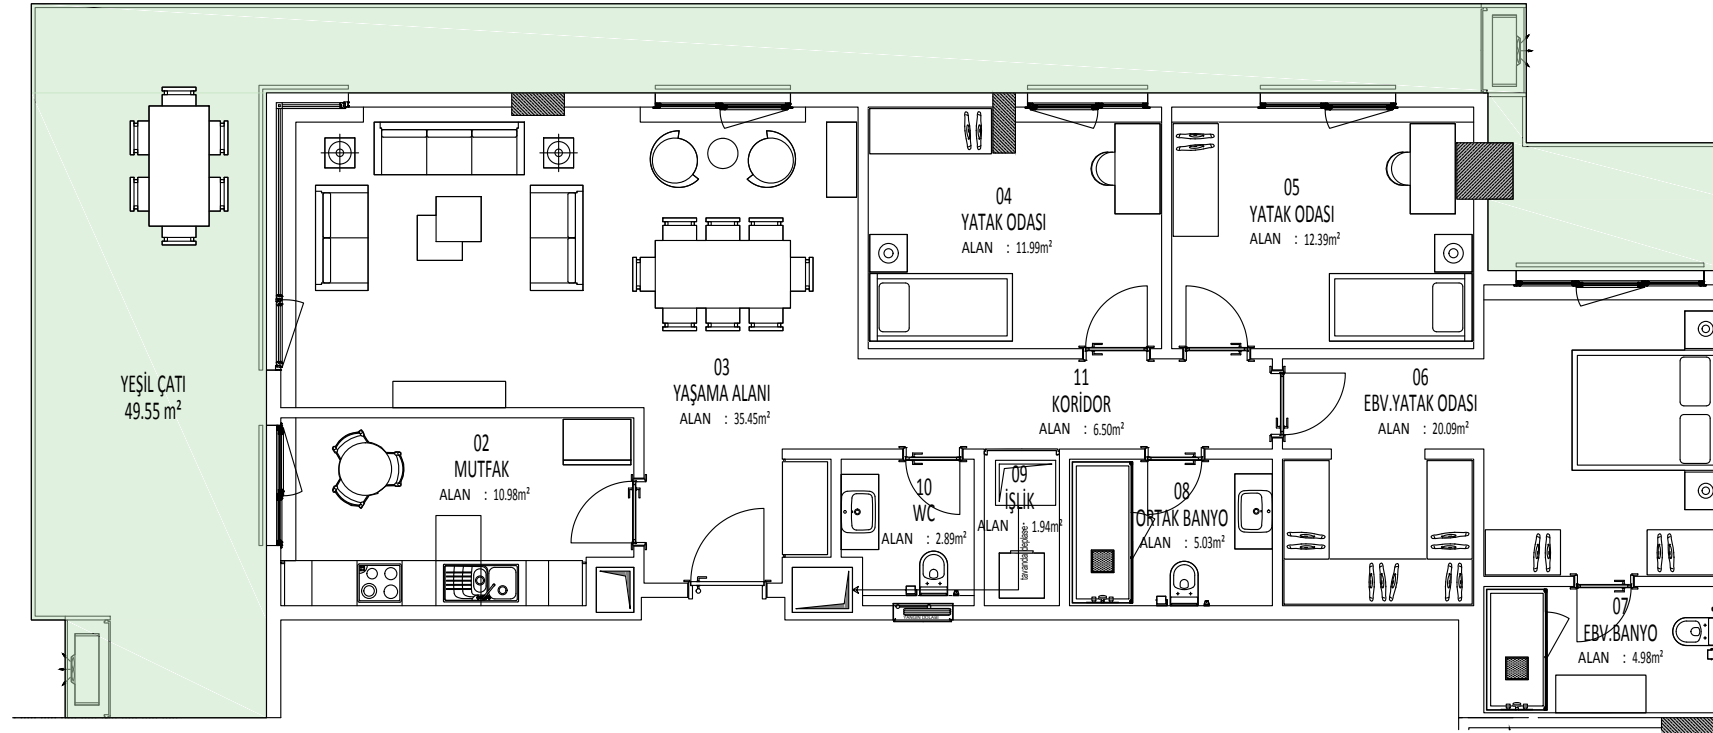 YEŞİL ÇATI
49.55 m²
02
MUTFAK
ALAN : 10.98m²
03
YAŞAMA ALANI
ALAN : 35.45m²
04
YATAK ODASI
ALAN : 11.99m²
05
YATAK ODASI
ALAN : 12.39m²
11
KORİDOR
ALAN : 6.50m²
06
EBV.YATAK ODASI
ALAN : 20.09m²
10
WC
ALAN : 2.89m²
09
İŞLİK
ALAN : 1.94m²
08
ORTAK BANYO
ALAN : 5.03m²
07
EBV.BANYO
ALAN : 4.98m²